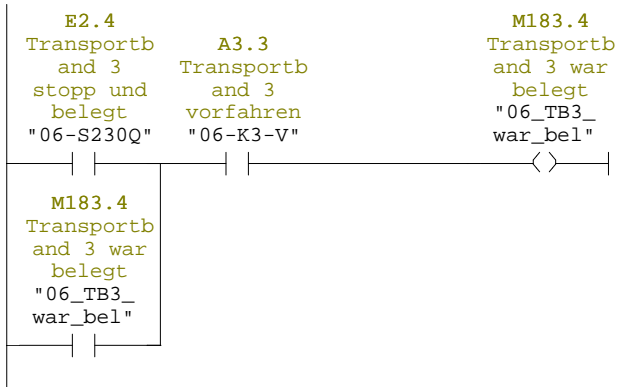 E2.4
Transportb
and 3
stopp und
belegt
"06-S230Q"
A3.3
Transportb
and 3
vorfahren
"06-K3-V"
M183.4
Transportb
and 3 war
belegt
"06_TB3_
war_bel"
M183.4
Transportb
and 3 war
belegt
"06_TB3_
war_bel"